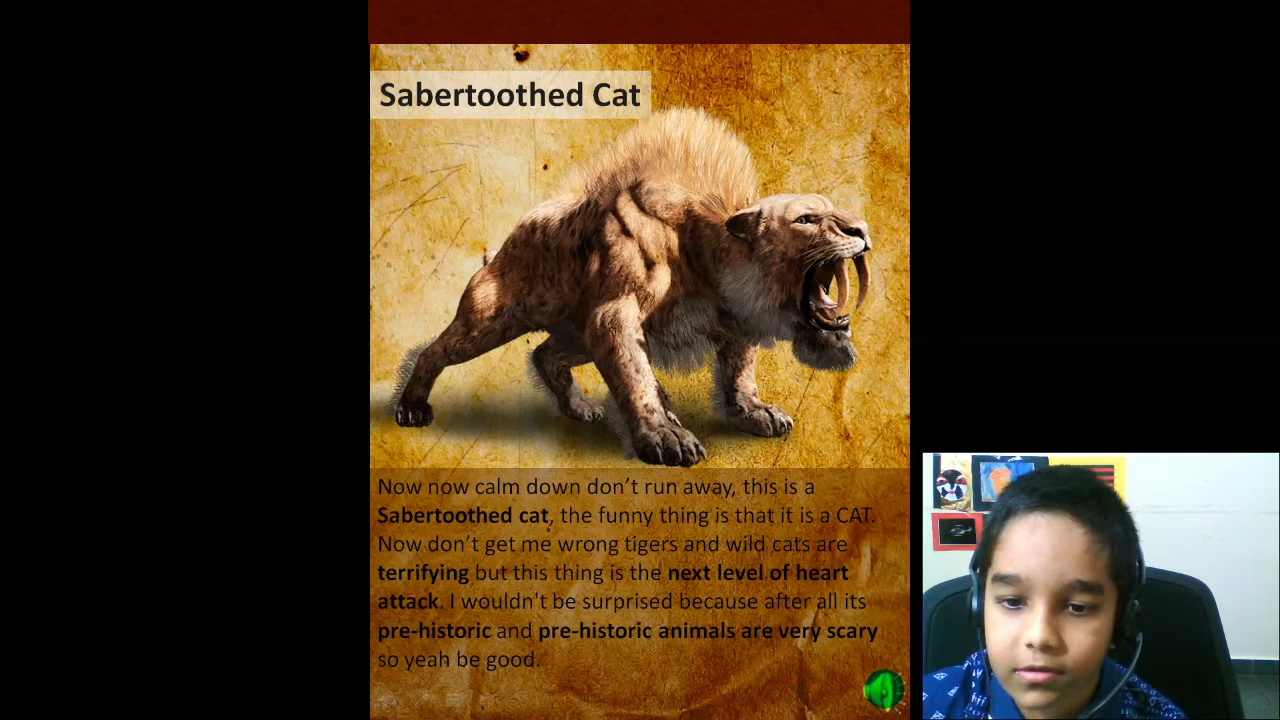 Sabertoothed Cat
Now now calm down don’t run away, this is a
Sabertoothed cat, the funny thing is that it is a CAT.
Now don’t get me wrong tigers and wild cats are
terrifying but this thing is the next level of heart
attack. I wouldn't be surprised because after all its
pre-historic and pre-historic animals are very scary
so yeah be good.